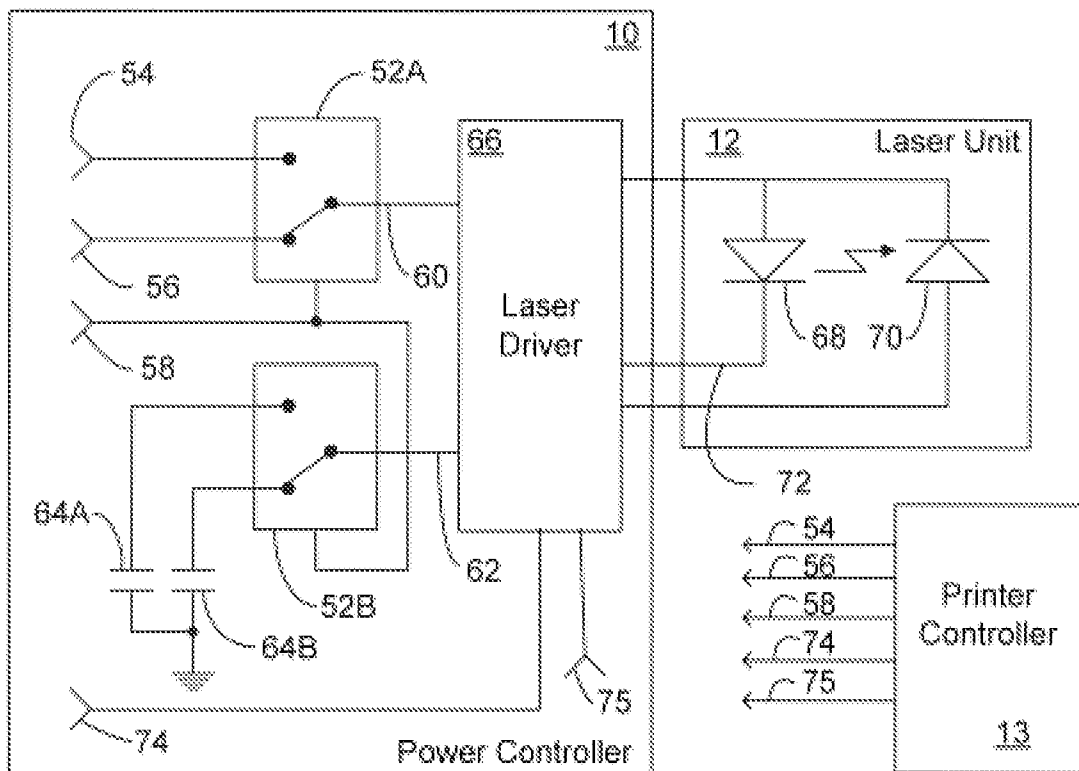 10
54
52A
66
12
Laser Unit
56
60
Laser
Driver
68
70
58
72
64A
62
54
56
58
74
75
Printer
Controller
52B
64B
74
75
Power Controller
13